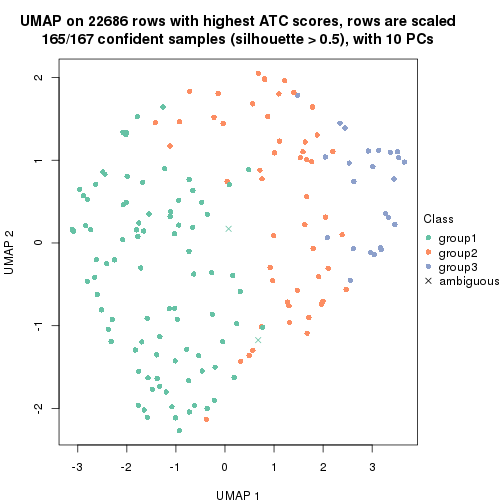 UMAP on 22686 rows with highest ATC scores, rows are scaled
165/167 confident samples (silhouette > 0.5), with 10 PCs
2
1
0
-1
-2
UMAP 2
-3
-2
-1
0
1
2
3
UMAP 1
Class
group1
group2
group3
ambiguous